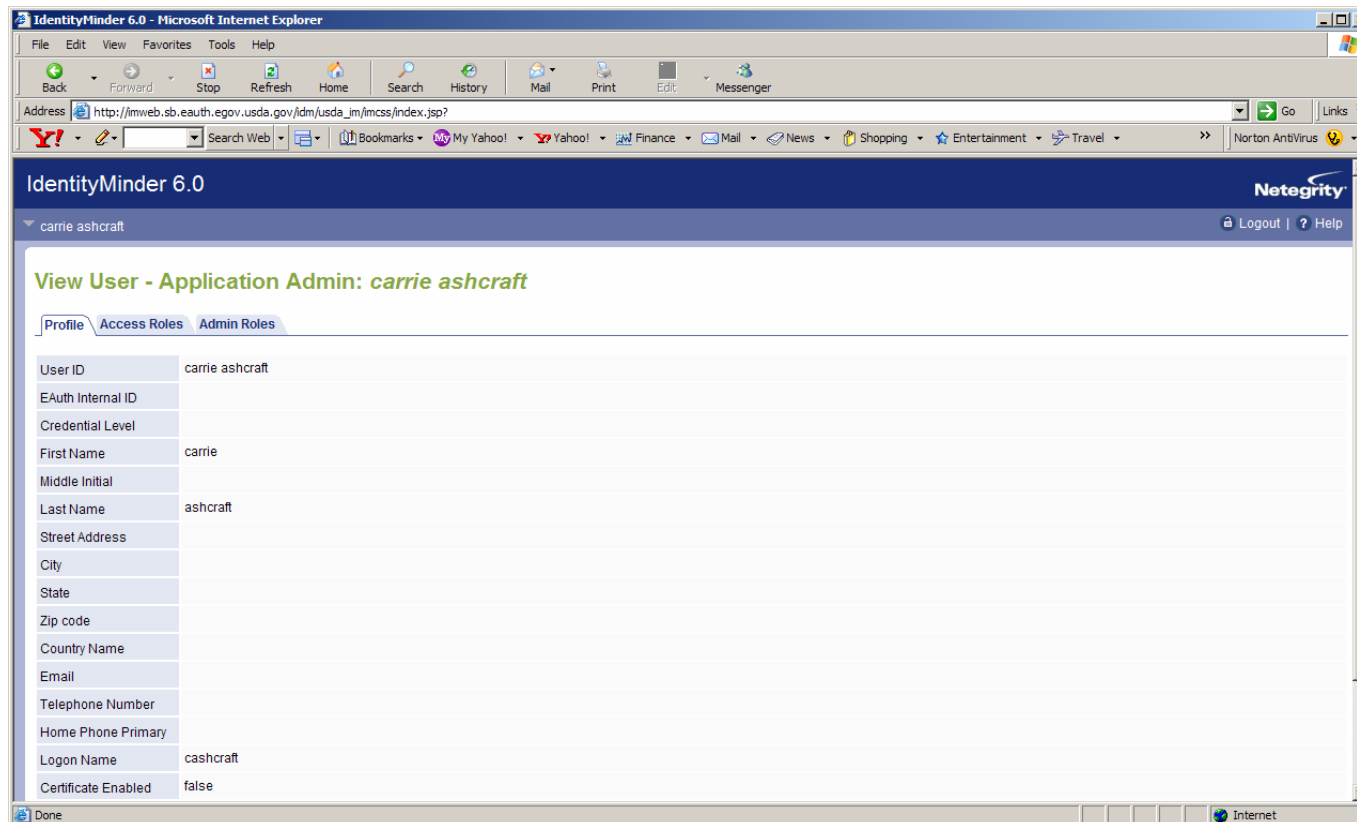 IdentityMinder 6.0 - Microsoft Internet Explorer
File Edit View Favorites Tools Help
Back Forward Stop Refresh Home Search History Mail Print Edit Messenger
Address http://imweb.sb.eauth.egov.usda.gov/idm/usda_im/imcss/index.jsp? Go Links
Y! Search Web Bookmarks My My Yahoo! Y? Yahoo! Finance Mail News Shopping Entertainment Travel >> Norton AntiVirus
IdentityMinder 6.0 Netegrity
carrie ashcraft Logout | ? Help
View User - Application Admin: carrie ashcraft
Profile Access Roles Admin Roles
User ID carrie ashcraft
EAuth Internal ID
Credential Level
First Name carrie
Middle Initial
Last Name ashcraft
Street Address
City
State
Zip code
Country Name
Email
Telephone Number
Home Phone Primary
Logon Name cashcraft
Certificate Enabled false
Done Internet